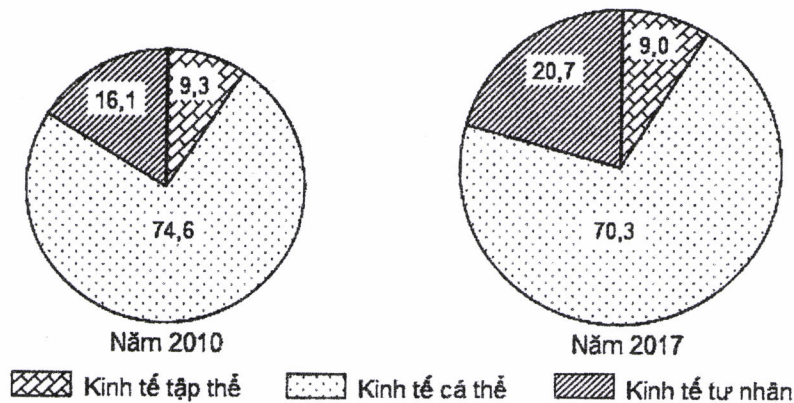 16,1
9,3
74,6
20,7
9,0
70,3
Năm 2010
Năm 2017
Kinh tế tập thể
Kinh tế cá thể
Kinh tế tư nhân